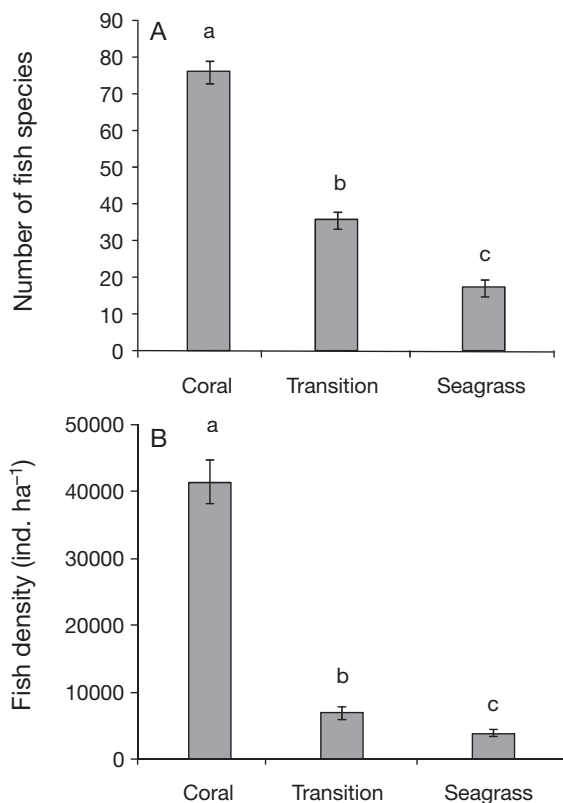 A
a
90
80
70
60
50
40
30
20
10
0
Number of fish species
b
c
Coral Transition Seagrass
B
a
50000
40000
30000
20000
10000
0
Fish density (ind. ha⁻¹)
b
c
Coral Transition Seagrass